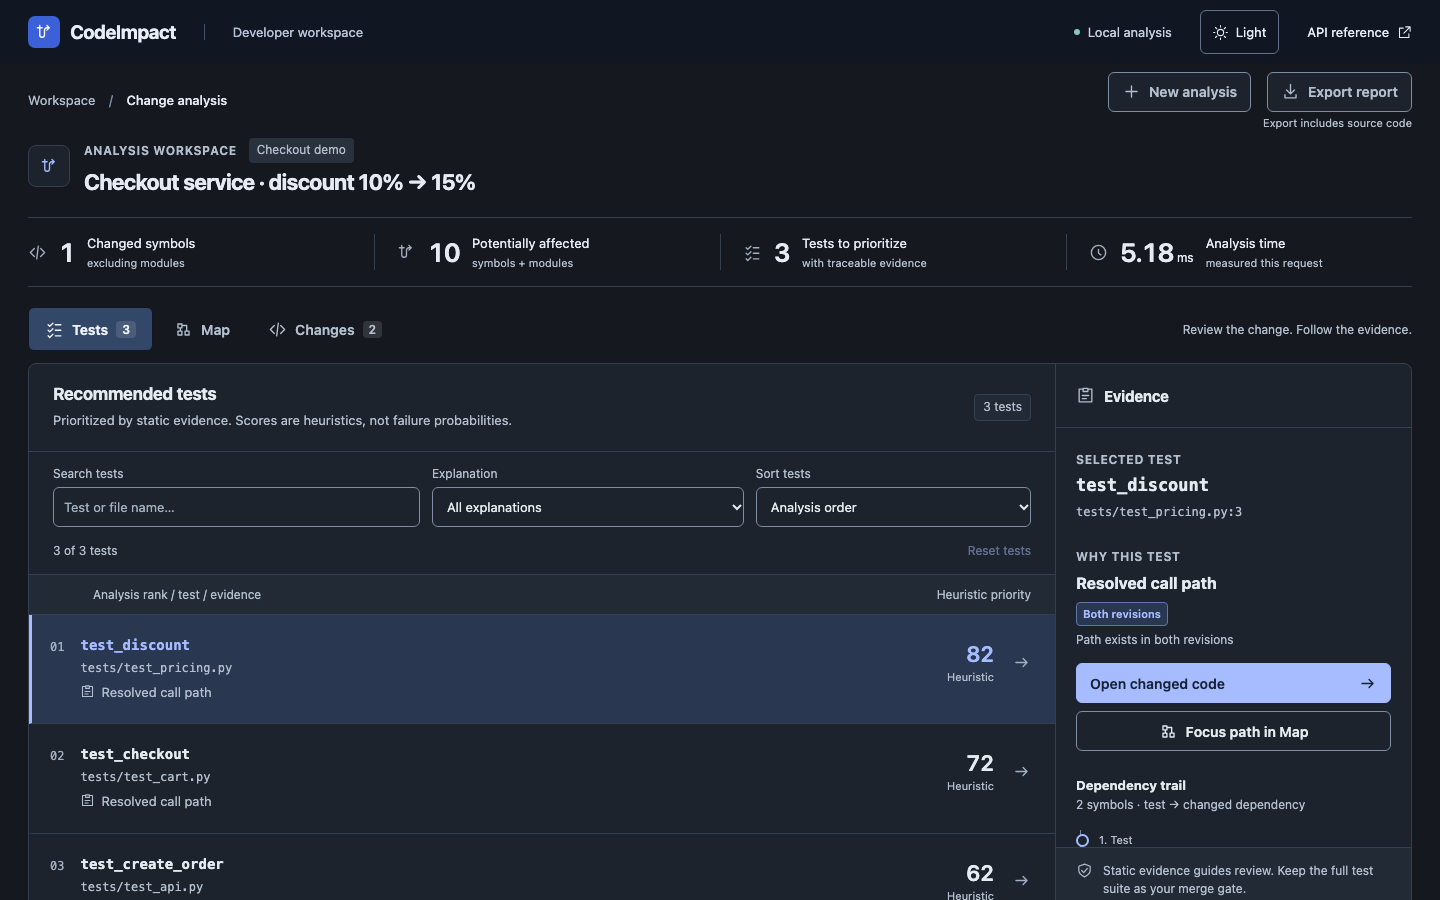 CodeImpact
Developer workspace
Local analysis
Light
API reference
Workspace / Change analysis
New analysis
Export report
Export includes source code
ANALYSIS WORKSPACE
Checkout demo
Checkout service · discount 10% → 15%
1
Changed symbols
excluding modules
10
Potentially affected
symbols + modules
3
Tests to prioritize
with traceable evidence
5.18 ms
Analysis time
measured this request
Tests 3
Map
Changes 2
Review the change. Follow the evidence.
Recommended tests
Prioritized by static evidence. Scores are heuristics, not failure probabilities.
3 tests
Search tests
Test or file name...
Explanation
All explanations
Sort tests
Analysis order
3 of 3 tests
Reset tests
Analysis rank / test / evidence
Heuristic priority
01
test_discount
tests/test_pricing.py
Resolved call path
82
Heuristic
02
test_checkout
tests/test_cart.py
Resolved call path
72
Heuristic
03
test_create_order
tests/test_api.py
62
Heuristic
Evidence
SELECTED TEST
test_discount
tests/test_pricing.py:3
WHY THIS TEST
Resolved call path
Both revisions
Path exists in both revisions
Open changed code
Focus path in Map
Dependency trail
2 symbols · test → changed dependency
1. Test
Static evidence guides review. Keep the full test
suite as your merge gate.